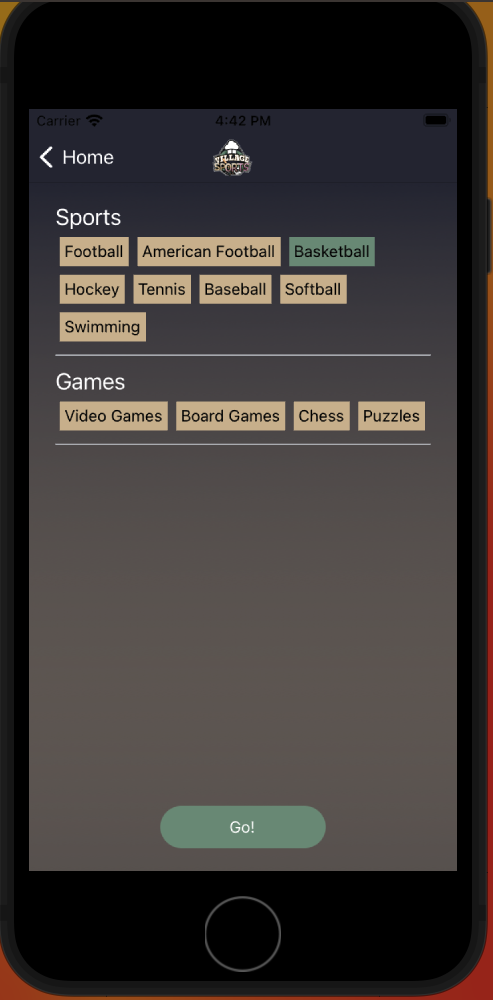 Carrier 4:42 PM
Home VILLAGE SPORTS
Sports
Football American Football Basketball
Hockey Tennis Baseball Softball
Swimming
Games
Video Games Board Games Chess Puzzles
Go!